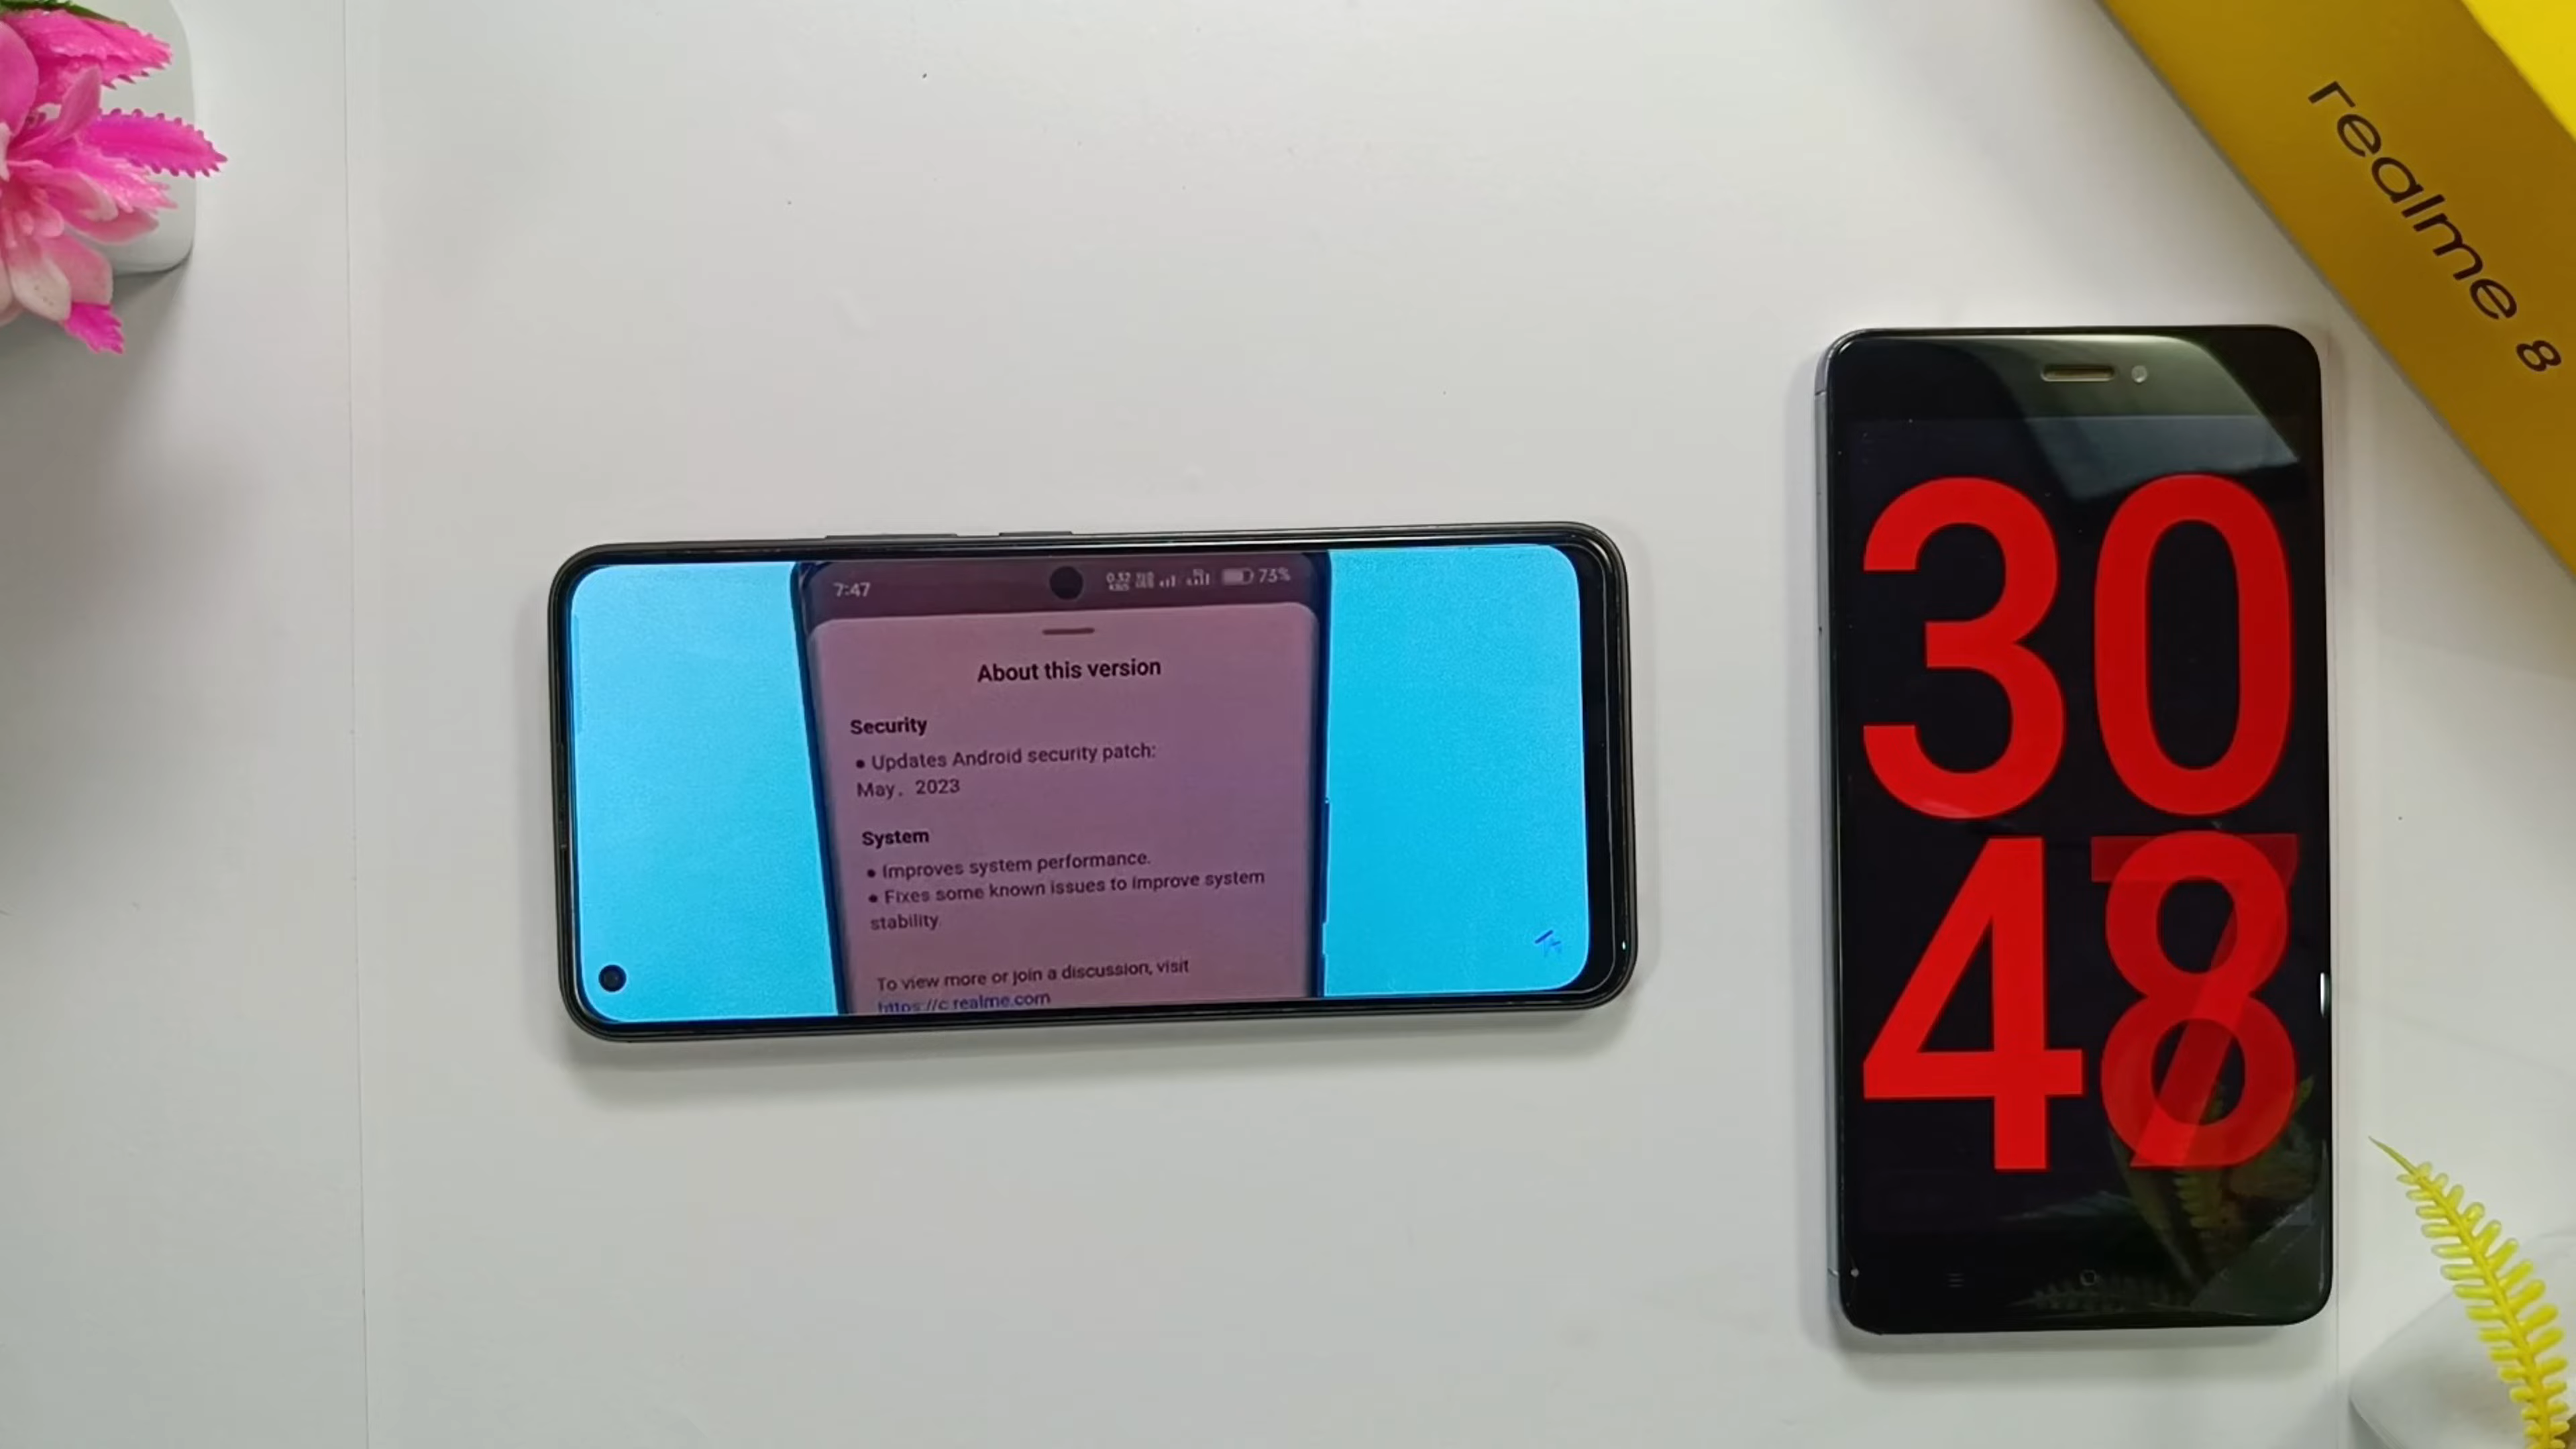 realme 8
7:47
73%
About this version
Security
• Updates Android security patch:
May, 2023
System
• Improves system performance.
• Fixes some known issues to improve system
stability
To view more or join a discussion, visit
https://c.realme.com
30
48